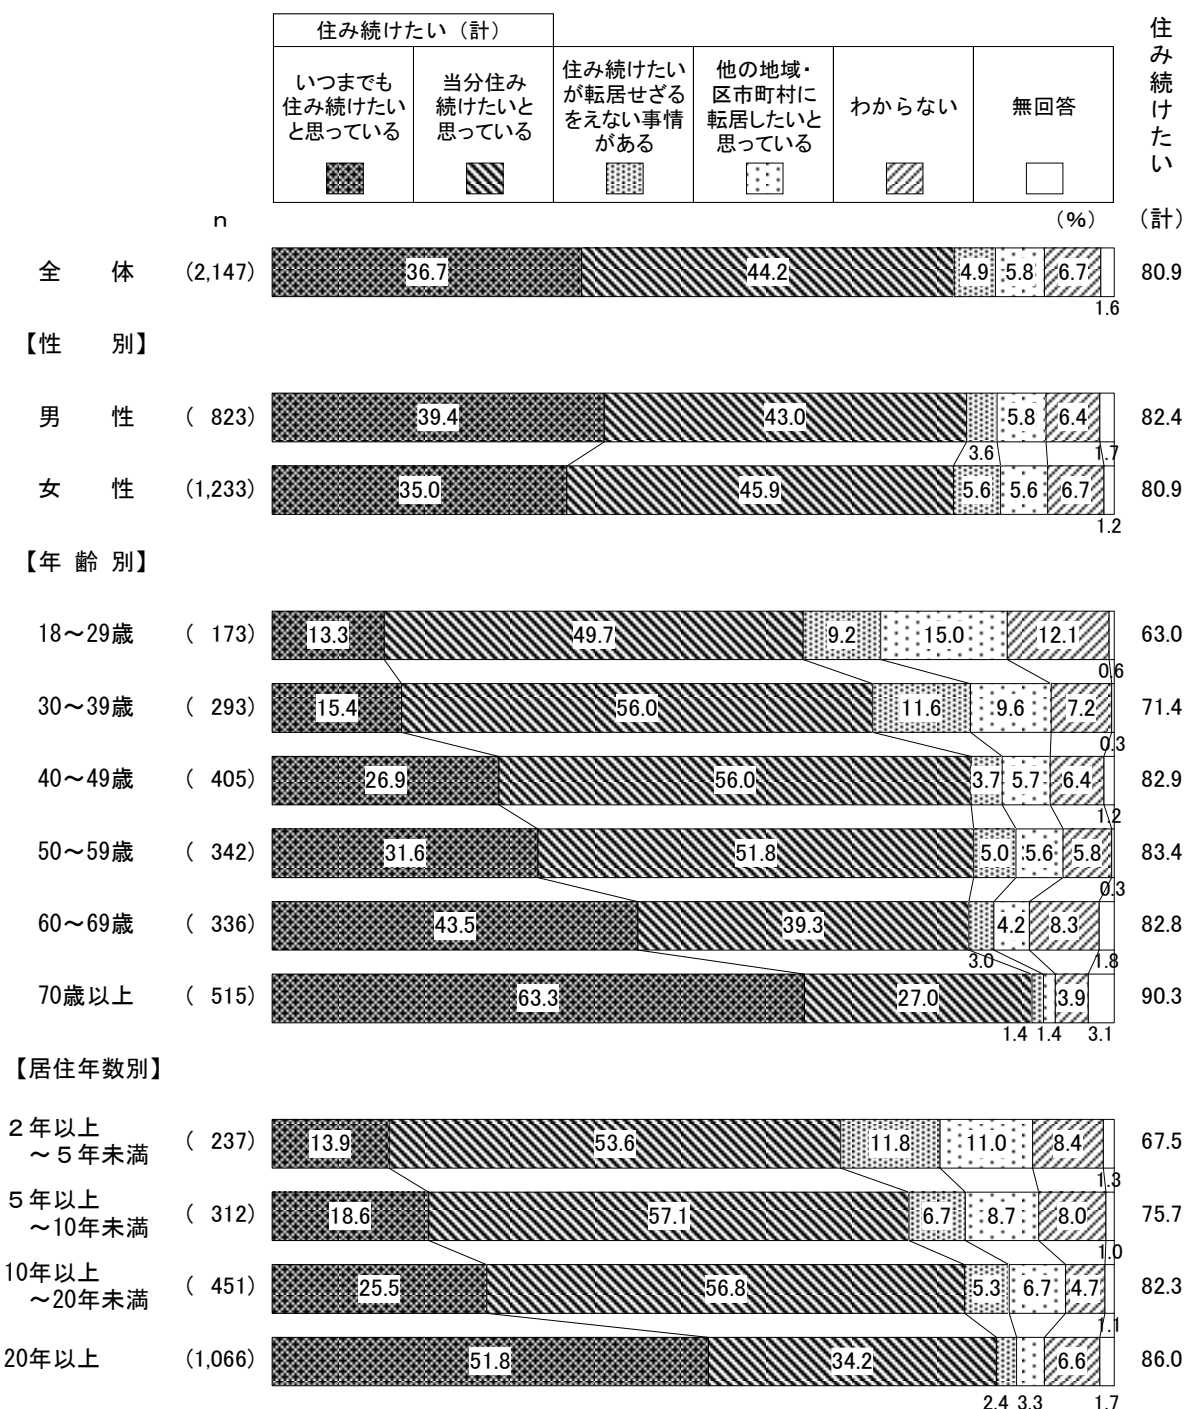 住み続けたい（計）
いつまでも
住み続けたい
と思っている
当分住み
続けたいと
思っている
住み続けたい
が転居せざる
をえない事情
がある
他の地域・
区市町村に
転居したいと
思っている
わからない
無回答
住み続けたい
ｎ
（%）
（計）
全　体 （2,147） 36.7 44.2 4.9 5.8 6.7 80.9
1.6
【性　別】
男　性 （ 823） 39.4 43.0 5.8 6.4 82.4
3.6 1.7
女　性 （1,233） 35.0 45.9 5.6 5.6 6.7 80.9
1.2
【年 齢 別】
18～29歳 （ 173） 13.3 49.7 9.2 15.0 12.1 63.0
0.6
30～39歳 （ 293） 15.4 56.0 11.6 9.6 7.2 71.4
0.3
40～49歳 （ 405） 26.9 56.0 3.7 5.7 6.4 82.9
1.2
50～59歳 （ 342） 31.6 51.8 5.0 5.6 5.8 83.4
0.3
60～69歳 （ 336） 43.5 39.3 4.2 8.3 82.8
3.0 1.8
70歳以上 （ 515） 63.3 27.0 3.9 90.3
1.4 1.4 3.1
【居住年数別】
２年以上
～５年未満 （ 237） 13.9 53.6 11.8 11.0 8.4 67.5
1.3
５年以上
～10年未満 （ 312） 18.6 57.1 6.7 8.7 8.0 75.7
1.0
10年以上
～20年未満 （ 451） 25.5 56.8 5.3 6.7 4.7 82.3
1.1
20年以上 （1,066） 51.8 34.2 6.6 86.0
2.4 3.3 1.7